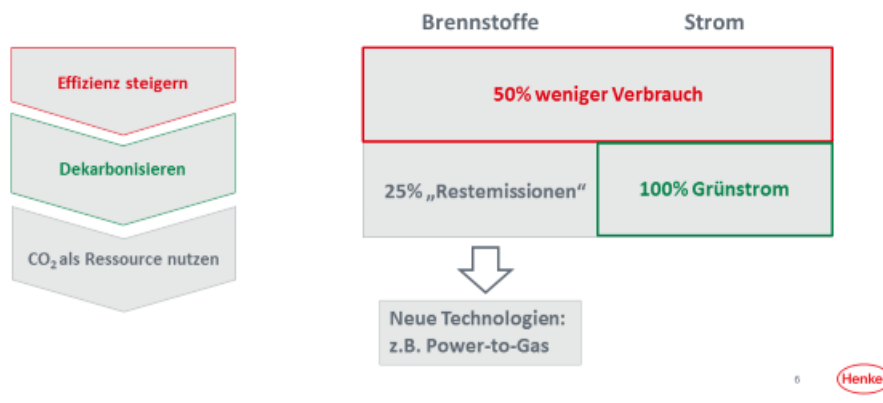 Brennstoffe
Strom
Effizienz steigern
50% weniger Verbrauch
Dekarbonisieren
25% „Restemissionen“
100% Grünstrom
CO₂ als Ressource nutzen
Neue Technologien:
z.B. Power-to-Gas
6
Henke